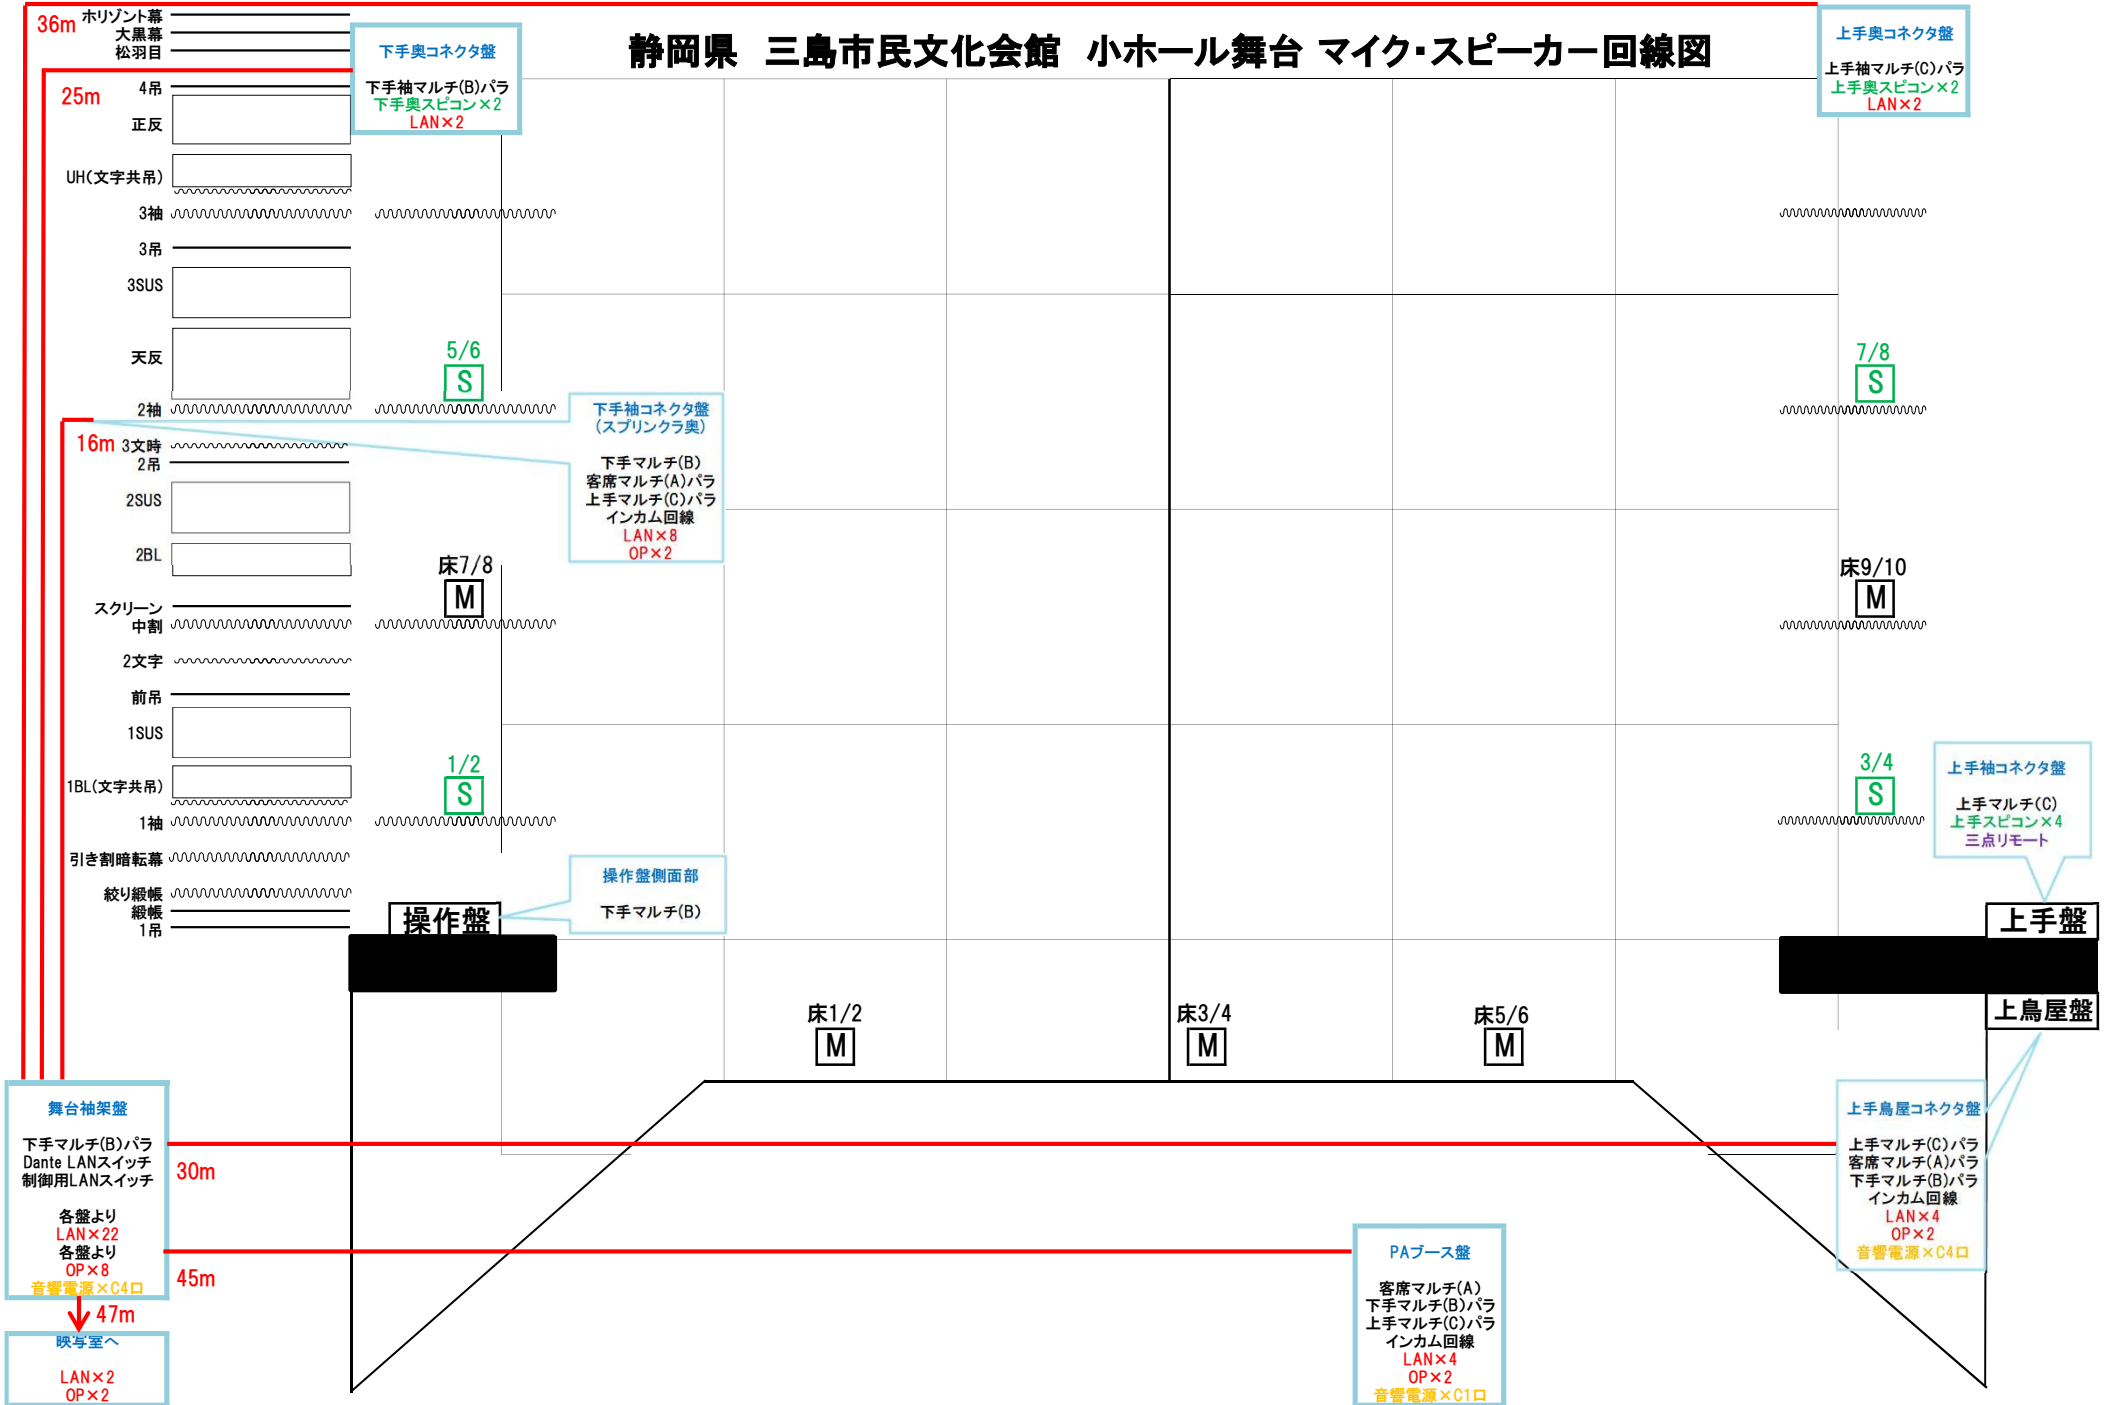 静岡県　三島市民文化会館　小ホール舞台 マイク・スピーカー回線図
36m
ホリゾント幕
大黒幕
松羽目
25m
4吊
正反
UH(文字共吊)
3袖
3吊
3SUS
天反
2袖
16m
3文時
2吊
2SUS
2BL
スクリーン
中割
2文字
前吊
1SUS
1BL(文字共吊)
1袖
引き割暗転幕
絞り緞帳
緞帳
1吊
下手奥コネクタ盤
下手袖マルチ(B)パラ
下手奥スピコン×2
LAN×2
上手奥コネクタ盤
上手袖マルチ(C)パラ
上手奥スピコン×2
LAN×2
5/6
S
7/8
S
下手袖コネクタ盤
(スプリンクラ奥)
下手マルチ(B)
客席マルチ(A)パラ
上手マルチ(C)パラ
インカム回線
LAN×8
OP×2
床7/8
M
床9/10
M
1/2
S
3/4
S
上手袖コネクタ盤
上手マルチ(C)
上手スピコン×4
三点リモート
操作盤側面部
下手マルチ(B)
操作盤
上手盤
上鳥屋盤
床1/2
M
床3/4
M
床5/6
M
舞台袖架盤
下手マルチ(B)パラ
Dante LANスイッチ
制御用LANスイッチ
各盤より
LAN×22
各盤より
OP×8
音響電源×C4口
30m
45m
47m
映写室へ
LAN×2
OP×2
上手鳥屋コネクタ盤
上手マルチ(C)パラ
客席マルチ(A)パラ
下手マルチ(B)パラ
インカム回線
LAN×4
OP×2
音響電源×C4口
PAブース盤
客席マルチ(A)
下手マルチ(B)パラ
上手マルチ(C)パラ
インカム回線
LAN×4
OP×2
音響電源×C1口